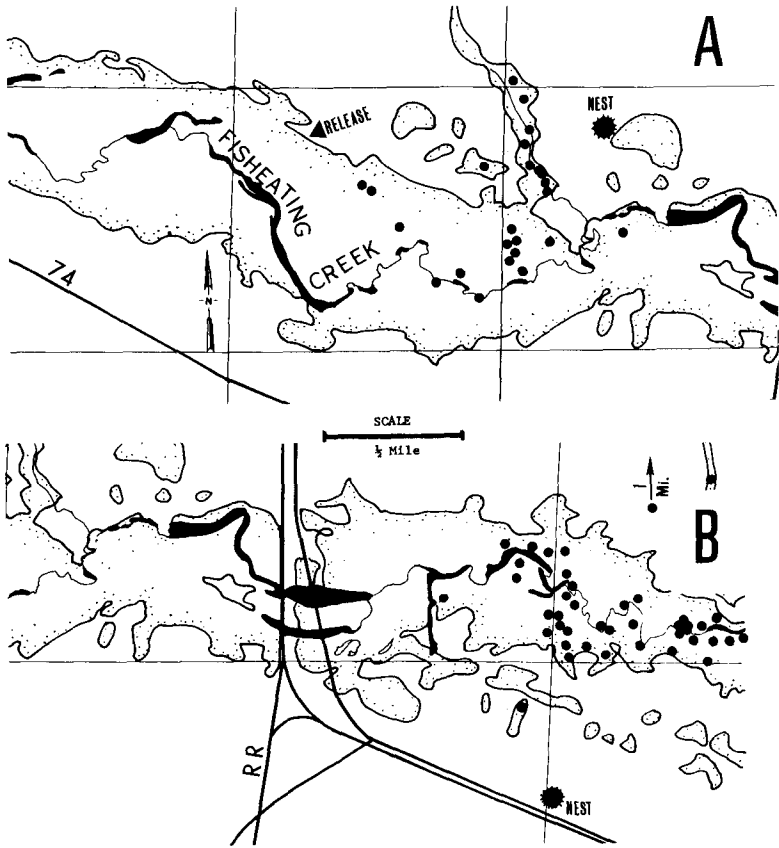 A
NEST
RELEASE
FISHEATING
CREEK
74
N
SCALE
½ Mile
1 Mi.
B
RR
NEST